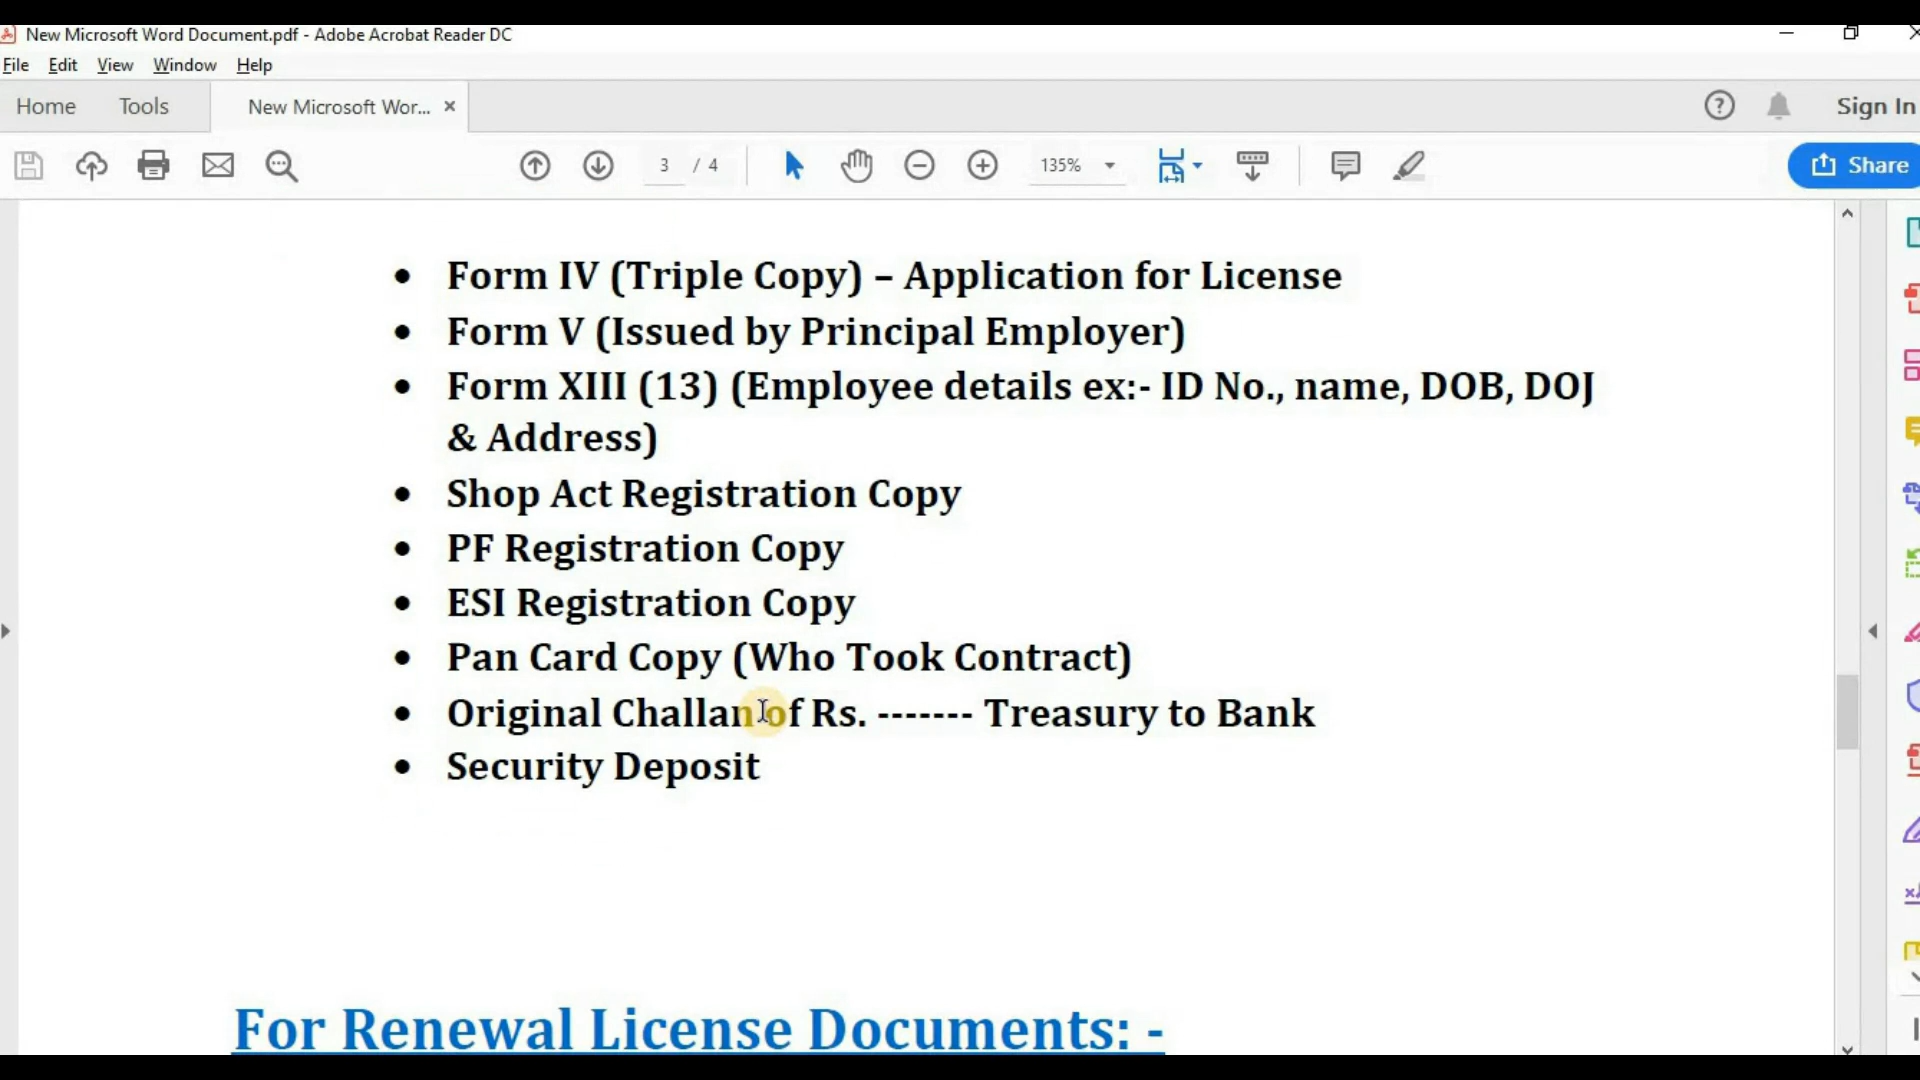 New Microsoft Word Document.pdf - Adobe Acrobat Reader DC
File Edit View Window Help
Home Tools New Microsoft Wor... × Sign In
3 / 4 135% Share
• Form IV (Triple Copy) – Application for License
• Form V (Issued by Principal Employer)
• Form XIII (13) (Employee details ex:- ID No., name, DOB, DOJ
& Address)
• Shop Act Registration Copy
• PF Registration Copy
• ESI Registration Copy
• Pan Card Copy (Who Took Contract)
• Original Challan of Rs. ------- Treasury to Bank
• Security Deposit
For Renewal License Documents: -